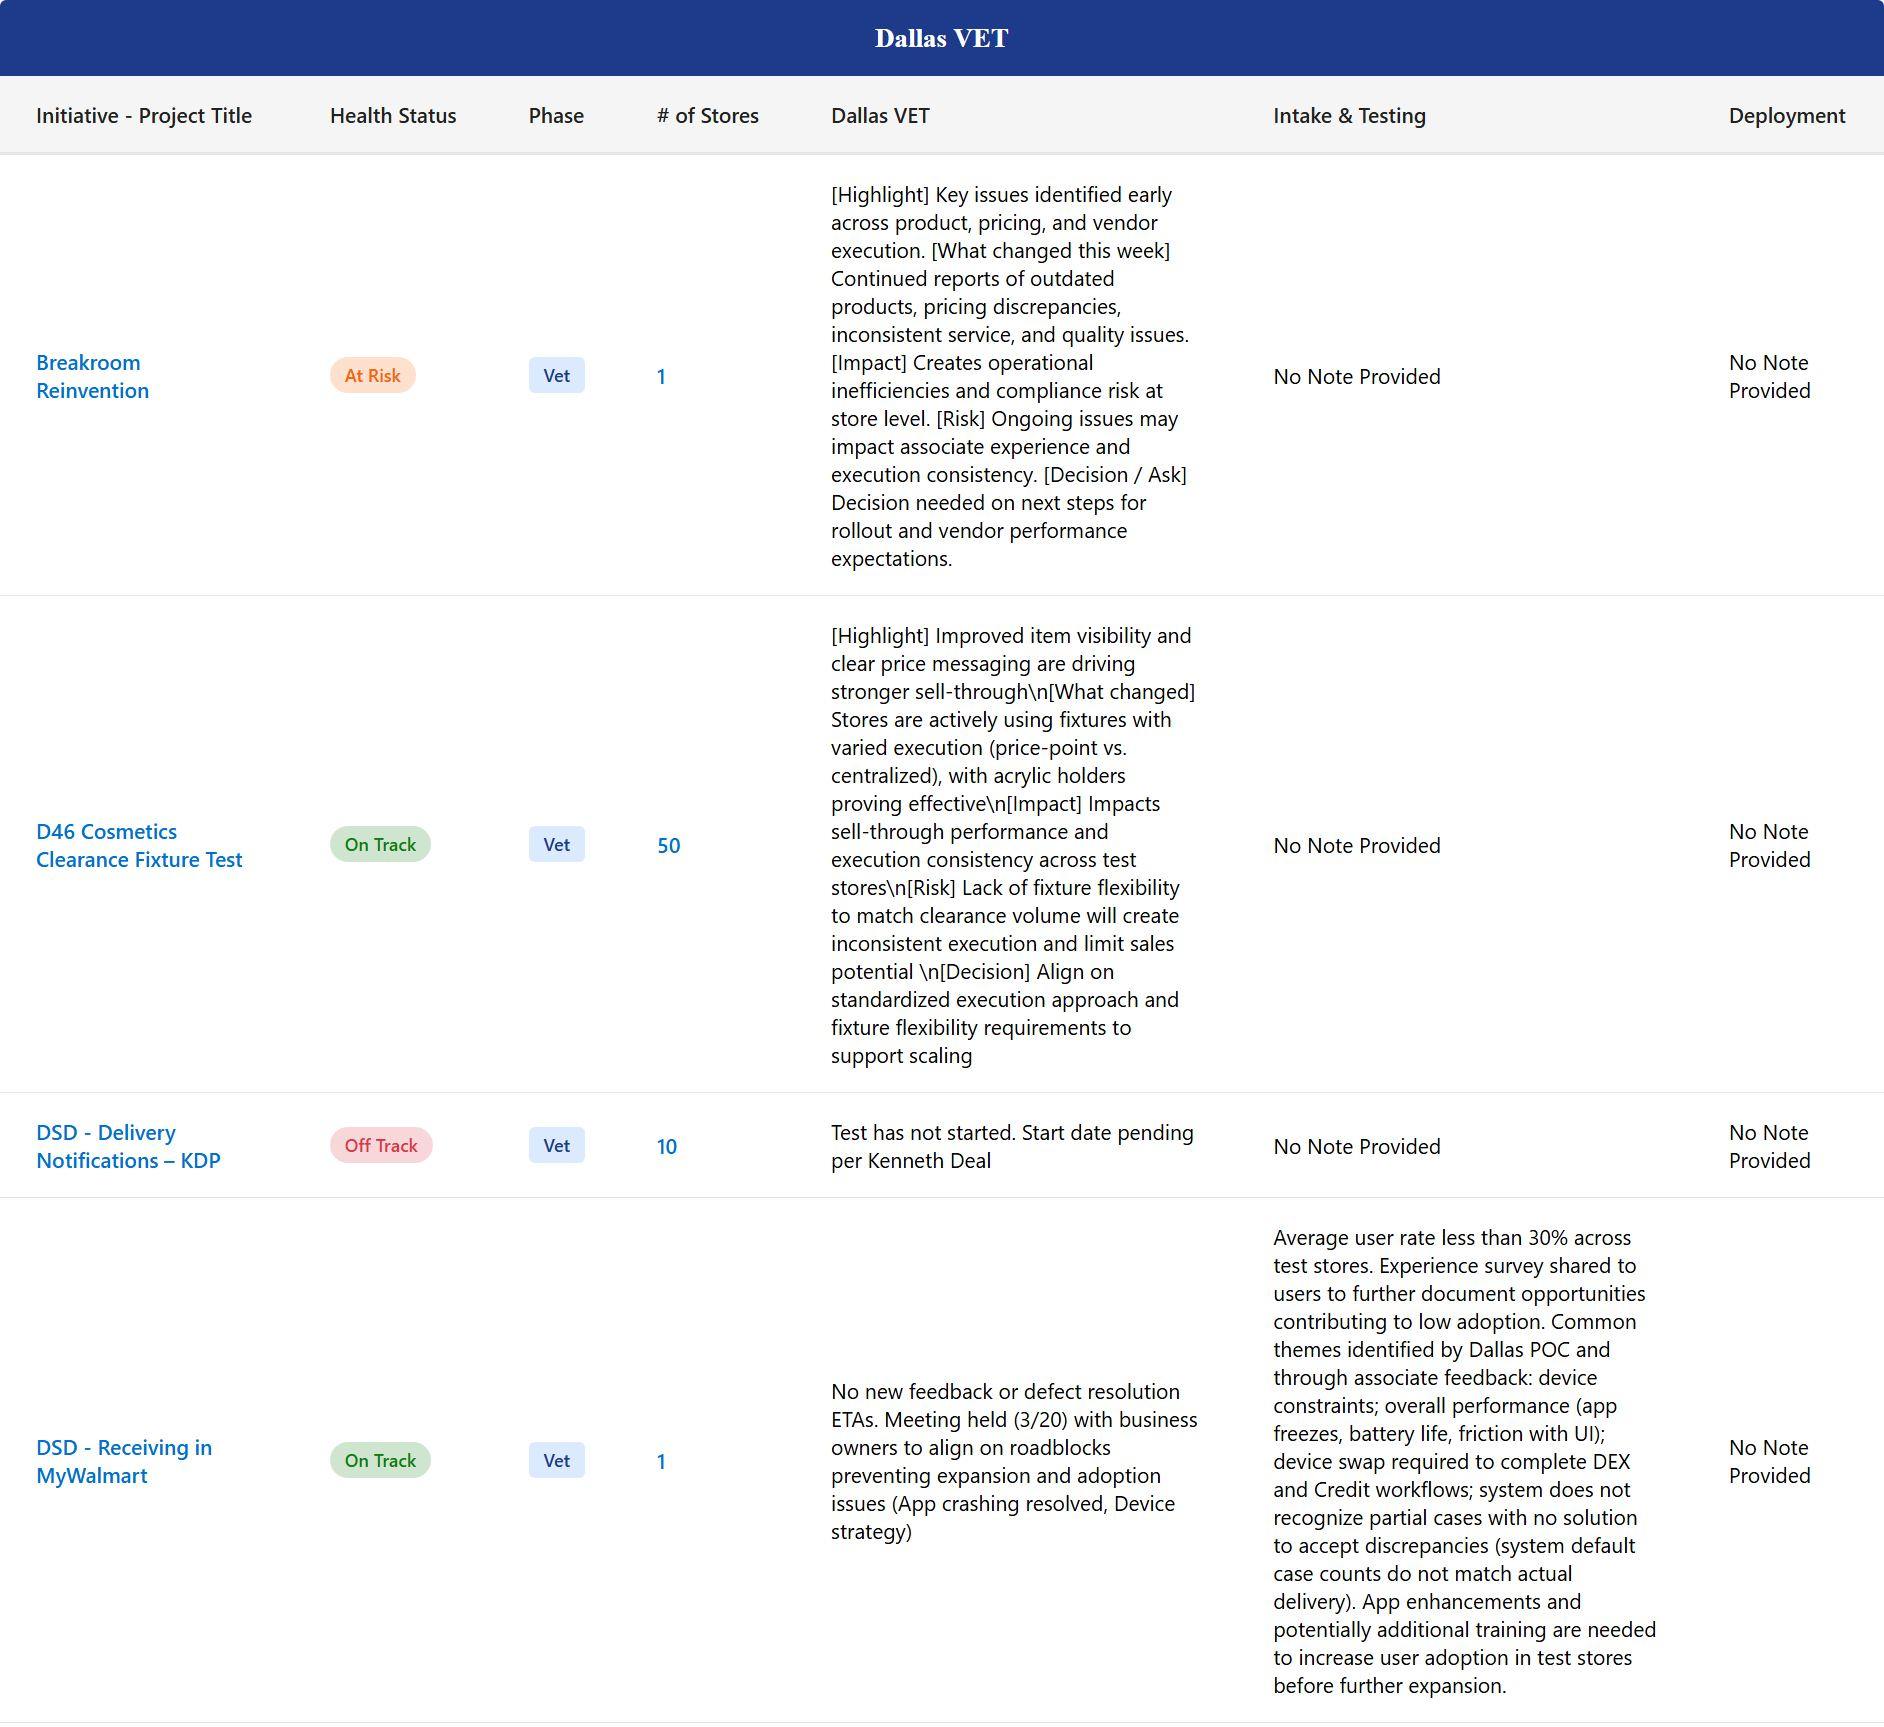 Dallas VET
Initiative - Project Title
Health Status
Phase
# of Stores
Dallas VET
Intake & Testing
Deployment
Breakroom
Reinvention
At Risk
Vet
1
[Highlight] Key issues identified early
across product, pricing, and vendor
execution. [What changed this week]
Continued reports of outdated
products, pricing discrepancies,
inconsistent service, and quality issues.
[Impact] Creates operational
inefficiencies and compliance risk at
store level. [Risk] Ongoing issues may
impact associate experience and
execution consistency. [Decision / Ask]
Decision needed on next steps for
rollout and vendor performance
expectations.
No Note Provided
No Note
Provided
D46 Cosmetics
Clearance Fixture Test
On Track
Vet
50
[Highlight] Improved item visibility and
clear price messaging are driving
stronger sell-through\n[What changed]
Stores are actively using fixtures with
varied execution (price-point vs.
centralized), with acrylic holders
proving effective\n[Impact] Impacts
sell-through performance and
execution consistency across test
stores\n[Risk] Lack of fixture flexibility
to match clearance volume will create
inconsistent execution and limit sales
potential \n[Decision] Align on
standardized execution approach and
fixture flexibility requirements to
support scaling
No Note Provided
No Note
Provided
DSD - Delivery
Notifications – KDP
Off Track
Vet
10
Test has not started. Start date pending
per Kenneth Deal
No Note Provided
No Note
Provided
DSD - Receiving in
MyWalmart
On Track
Vet
1
No new feedback or defect resolution
ETAs. Meeting held (3/20) with business
owners to align on roadblocks
preventing expansion and adoption
issues (App crashing resolved, Device
strategy)
Average user rate less than 30% across
test stores. Experience survey shared to
users to further document opportunities
contributing to low adoption. Common
themes identified by Dallas POC and
through associate feedback: device
constraints; overall performance (app
freezes, battery life, friction with UI);
device swap required to complete DEX
and Credit workflows; system does not
recognize partial cases with no solution
to accept discrepancies (system default
case counts do not match actual
delivery). App enhancements and
potentially additional training are needed
to increase user adoption in test stores
before further expansion.
No Note
Provided